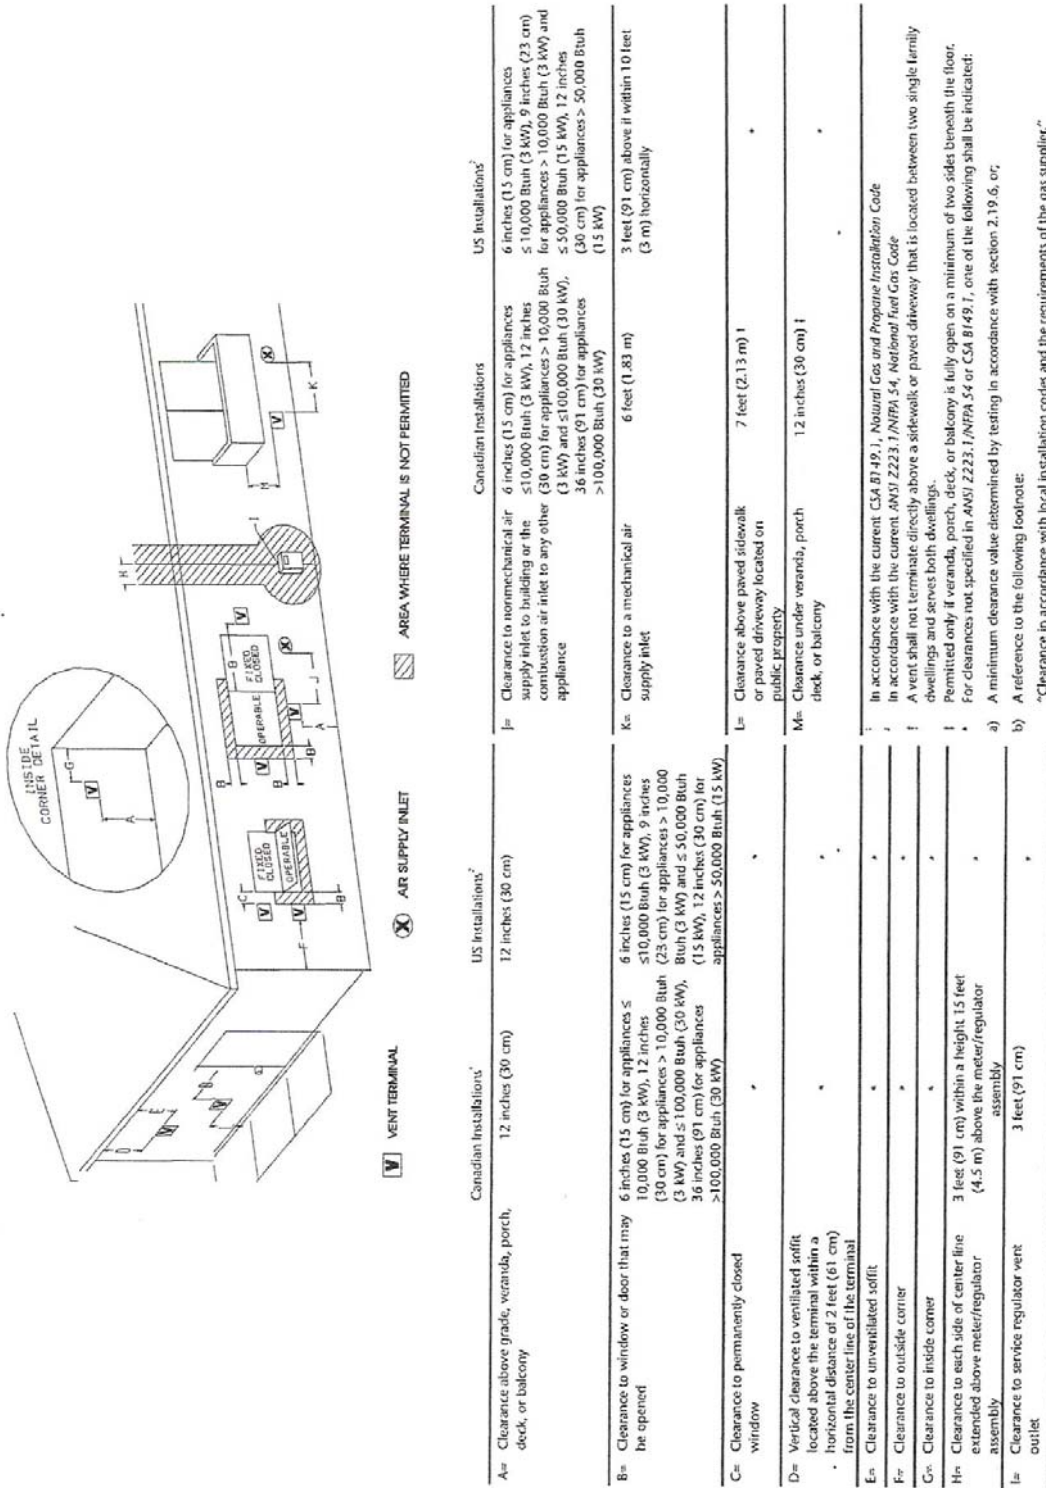 INSIDE
CORNER DETAIL
G
V
A
D
E
V
B
V
B
C
V
FIXED
CLOSED
OPERABLE
V
F
B
B
V
B
OPERABLE
FIXED
CLOSED
B
V
V
B
A
J
X
H
I
M
V
K
X
V VENT TERMINAL
X AIR SUPPLY INLET
AREA WHERE TERMINAL IS NOT PERMITTED
Canadian Installations¹
US Installations²
A= Clearance above grade, veranda, porch,
deck, or balcony
12 inches (30 cm)
12 inches (30 cm)
B= Clearance to window or door that may
be opened
6 inches (15 cm) for appliances ≤
10,000 Btuh (3 kW), 12 inches
(30 cm) for appliances > 10,000 Btuh
(3 kW) and ≤ 100,000 Btuh (30 kW),
36 inches (91 cm) for appliances
>100,000 Btuh (30 kW)
6 inches (15 cm) for appliances
≤10,000 Btuh (3 kW), 9 inches
(23 cm) for appliances > 10,000
Btuh (3 kW) and ≤ 50,000 Btuh
(15 kW), 12 inches (30 cm) for
appliances > 50,000 Btuh (15 kW)
C= Clearance to permanently closed
window
*
*
D= Vertical clearance to ventilated soffit
located above the terminal within a
horizontal distance of 2 feet (61 cm)
from the center line of the terminal
*
*
E= Clearance to unventilated soffit
*
*
F= Clearance to outside corner
*
*
G= Clearance to inside corner
*
*
H= Clearance to each side of center line
extended above meter/regulator
assembly
3 feet (91 cm) within a height 15 feet
(4.5 m) above the meter/regulator
assembly
*
I= Clearance to service regulator vent
outlet
3 feet (91 cm)
*
Canadian Installations
US Installations²
J= Clearance to nonmechanical air
supply inlet to building or the
combustion air inlet to any other
appliance
6 inches (15 cm) for appliances
≤10,000 Btuh (3 kW), 12 inches
(30 cm) for appliances > 10,000 Btuh
(3 kW) and ≤100,000 Btuh (30 kW),
36 inches (91 cm) for appliances
>100,000 Btuh (30 kW)
6 inches (15 cm) for appliances
≤ 10,000 Btuh (3 kW), 9 inches (23 cm)
for appliances > 10,000 Btuh (3 kW) and
≤ 50,000 Btuh (15 kW), 12 inches
(30 cm) for appliances > 50,000 Btuh
(15 kW)
K= Clearance to a mechanical air
supply inlet
6 feet (1.83 m)
3 feet (91 cm) above if within 10 feet
(3 m) horizontally
L= Clearance above paved sidewalk
or paved driveway located on
public property
7 feet (2.13 m) †
*
M= Clearance under veranda, porch
deck, or balcony
12 inches (30 cm) ‡
*
In accordance with the current CSA B149.1, Natural Gas and Propane Installation Code
In accordance with the current ANSI Z223.1/NFPA 54, National Fuel Gas Code
† A vent shall not terminate directly above a sidewalk or paved driveway that is located between two single family
dwellings and serves both dwellings.
‡ Permitted only if veranda, porch, deck, or balcony is fully open on a minimum of two sides beneath the floor.
* For clearances not specified in ANSI Z223.1/NFPA 54 or CSA B149.1, one of the following shall be indicated:
a) A minimum clearance value determined by testing in accordance with section 2.19.6, or;
b) A reference to the following footnote:
"Clearance in accordance with local installation codes and the requirements of the gas supplier."